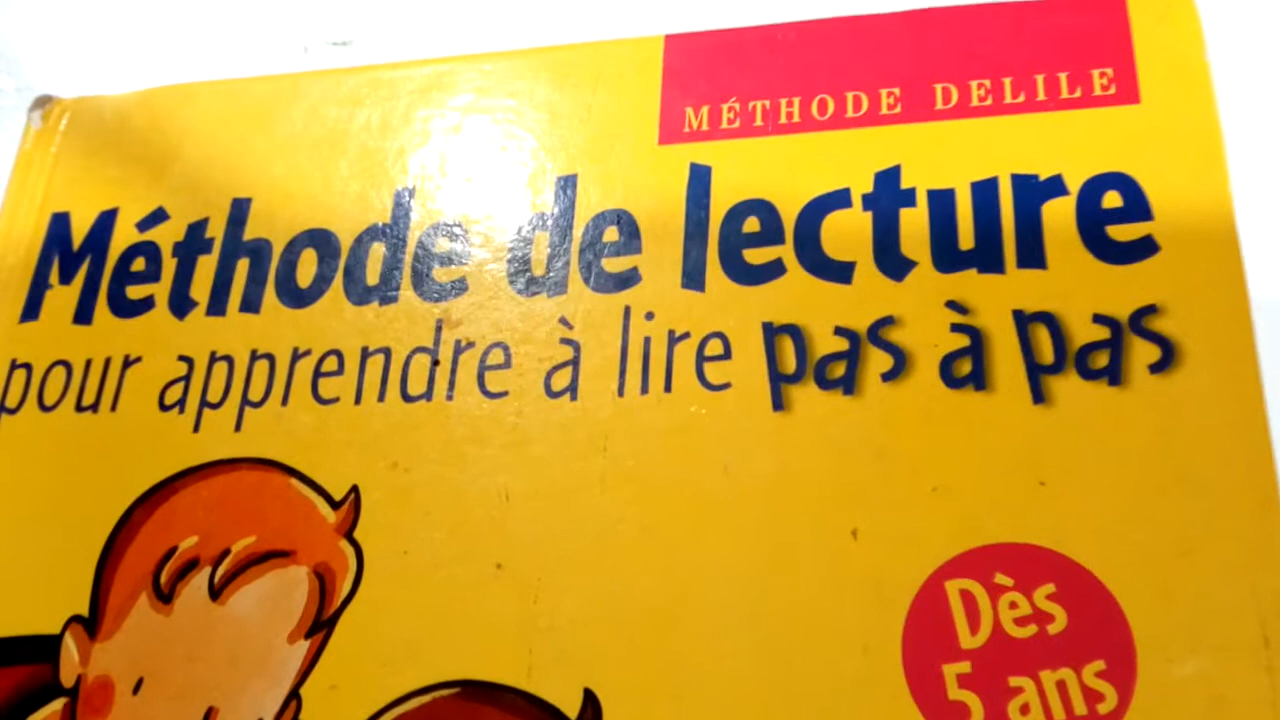 MÉTHODE DELILE
Méthode de lecture
pour apprendre à lire pas à pas
Dès
5 ans